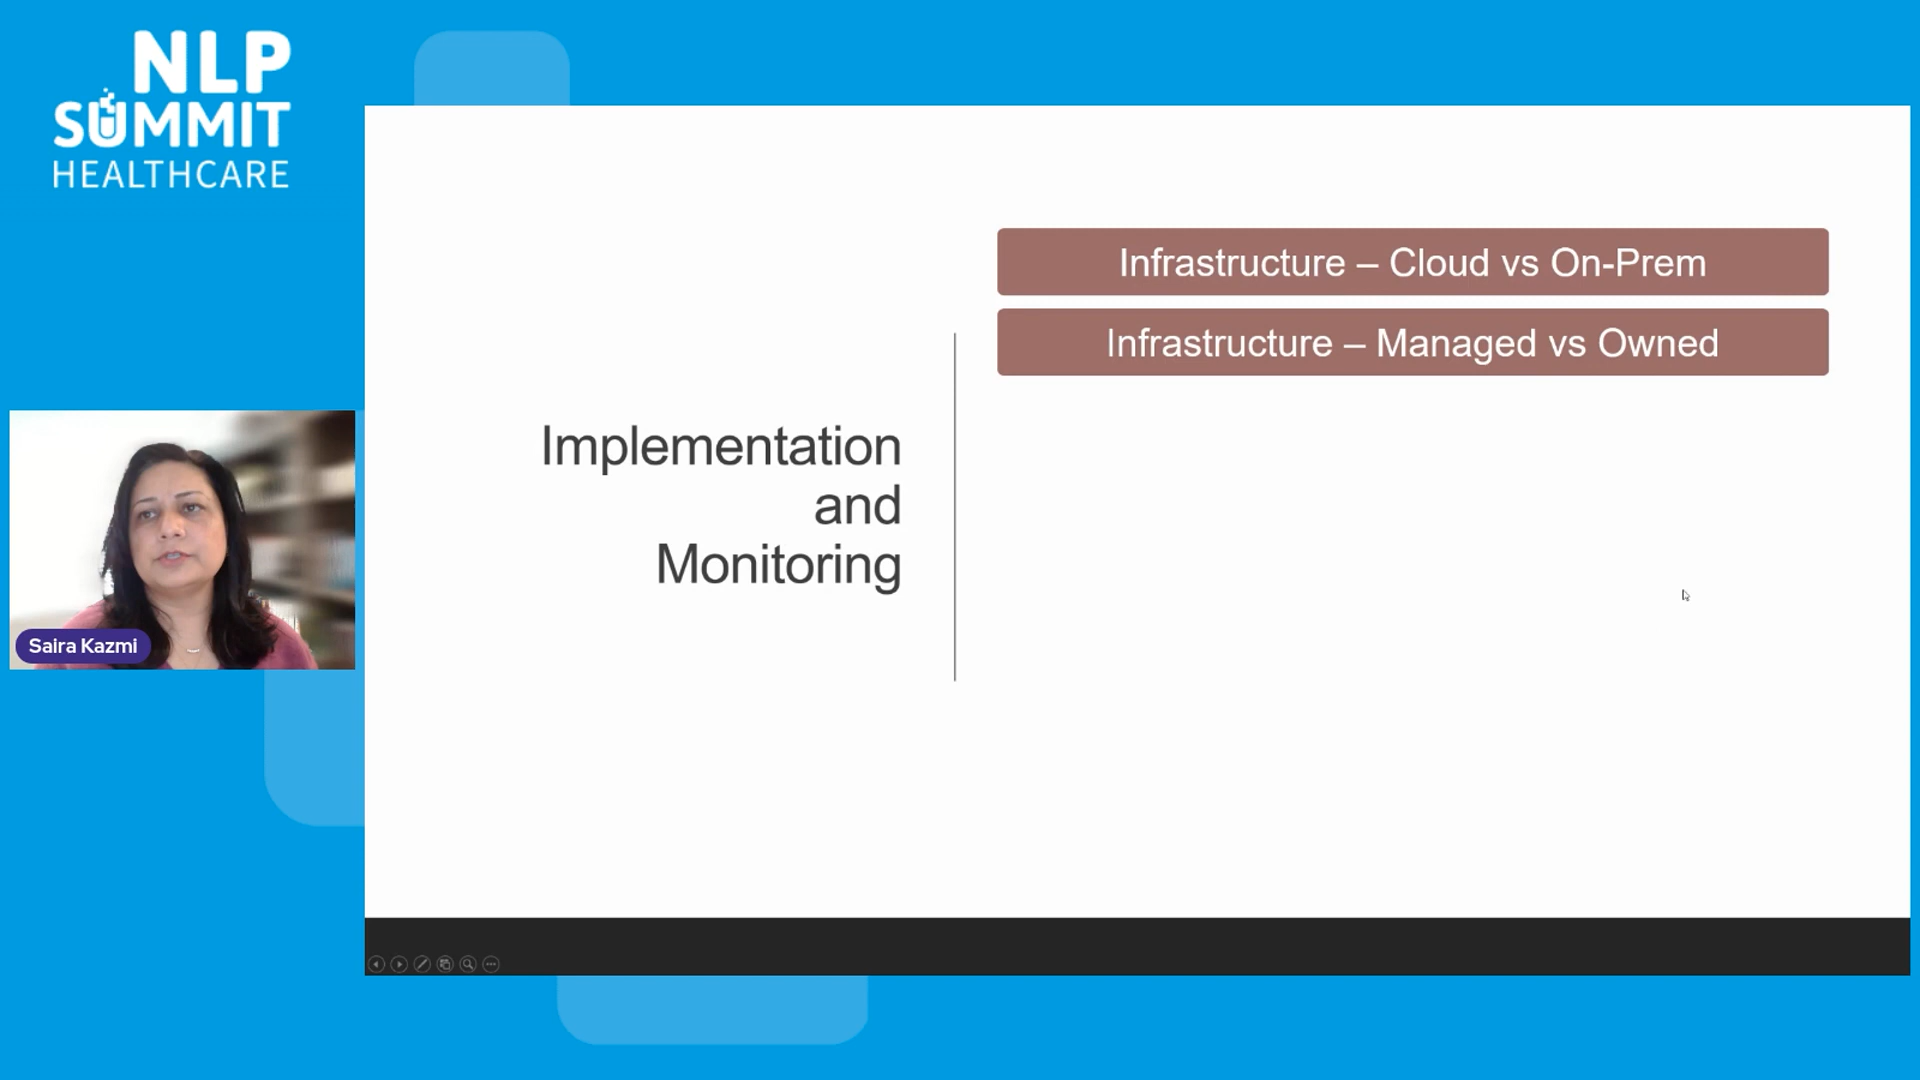 NLP
SUMMIT
HEALTHCARE
Infrastructure – Cloud vs On-Prem
Infrastructure – Managed vs Owned
Implementation
and
Monitoring
Saira Kazmi